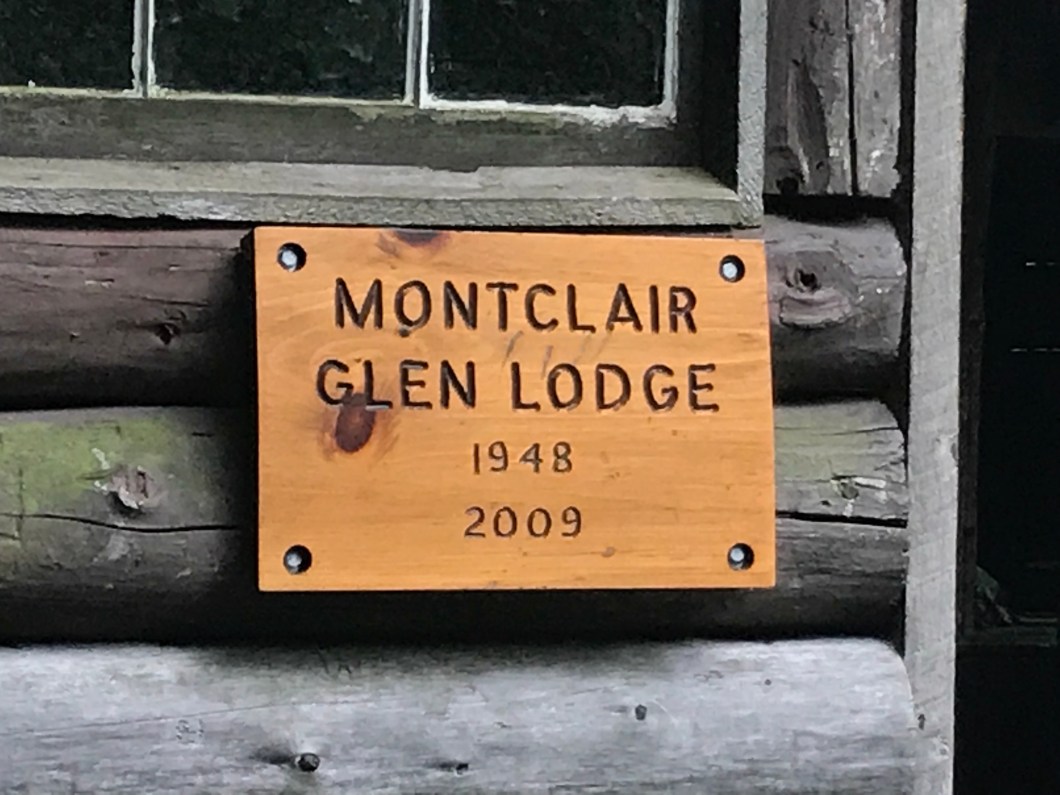 MONTCLAIR
GLEN LODGE
1948
2009